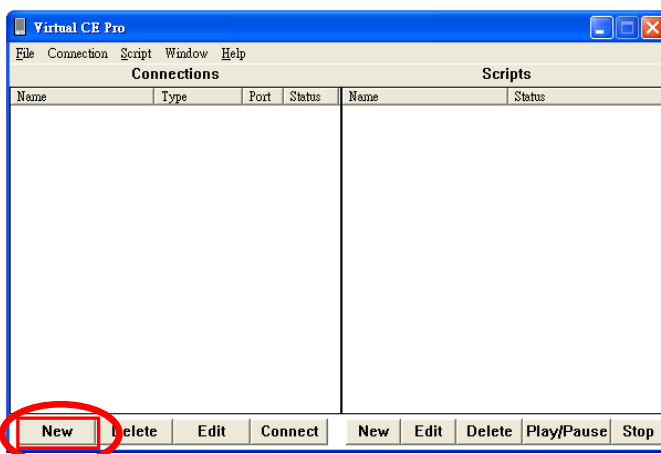 Virtual CE Pro
File Connection Script Window Help
Connections Scripts
Name Type Port Status Name Status
New Delete Edit Connect New Edit Delete Play/Pause Stop